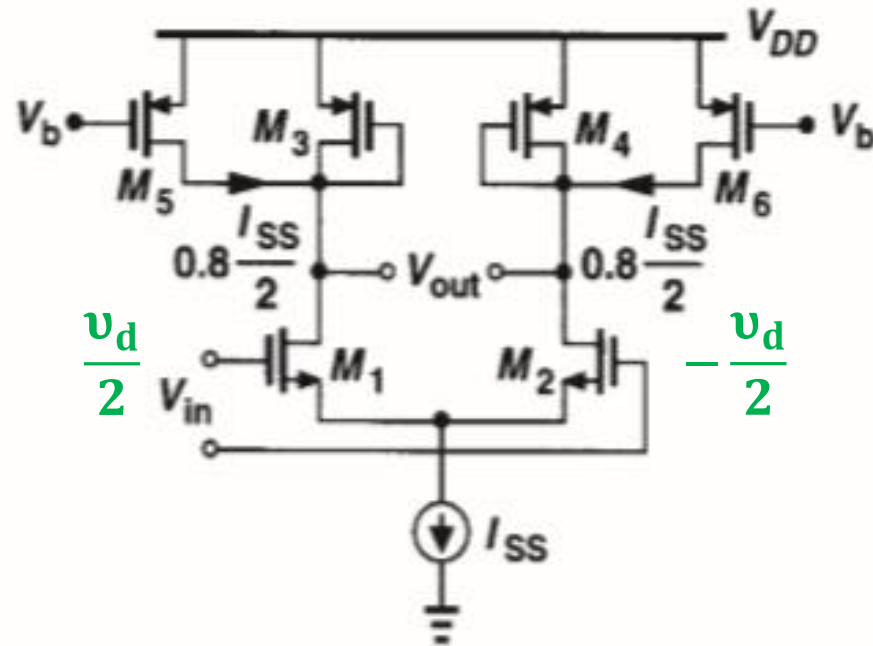 V_DD
V_b
M_3
M_4
V_b
M_5
M_6
0.8 I_SS/2
V_out
0.8 I_SS/2
υ_d/2
V_in
M_1
M_2
− υ_d/2
I_SS